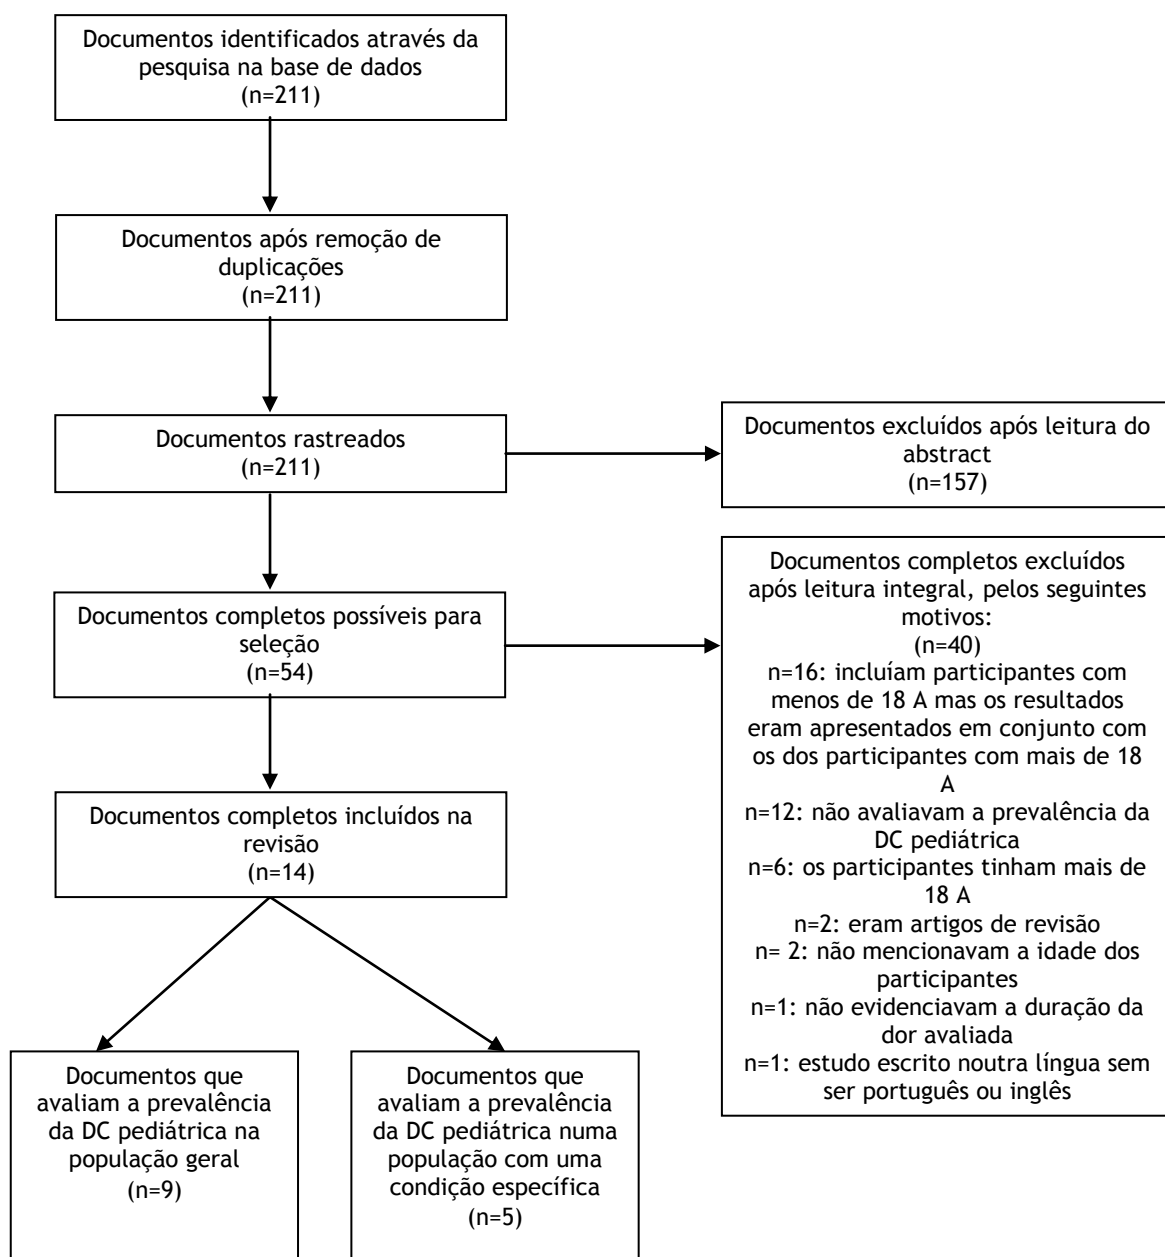 Documentos identificados através da
pesquisa na base de dados
(n=211)
Documentos após remoção de
duplicações
(n=211)
Documentos rastreados
(n=211)
Documentos excluídos após leitura do
abstract
(n=157)
Documentos completos possíveis para
seleção
(n=54)
Documentos completos excluídos
após leitura integral, pelos seguintes
motivos:
(n=40)
n=16: incluíam participantes com
menos de 18 A mas os resultados
eram apresentados em conjunto com
os dos participantes com mais de 18
A
n=12: não avaliavam a prevalência da
DC pediátrica
n=6: os participantes tinham mais de
18 A
n=2: eram artigos de revisão
n= 2: não mencionavam a idade dos
participantes
n=1: não evidenciavam a duração da
dor avaliada
n=1: estudo escrito noutra língua sem
ser português ou inglês
Documentos completos incluídos na
revisão
(n=14)
Documentos que
avaliam a prevalência
da DC pediátrica na
população geral
(n=9)
Documentos que
avaliam a prevalência
da DC pediátrica numa
população com uma
condição específica
(n=5)